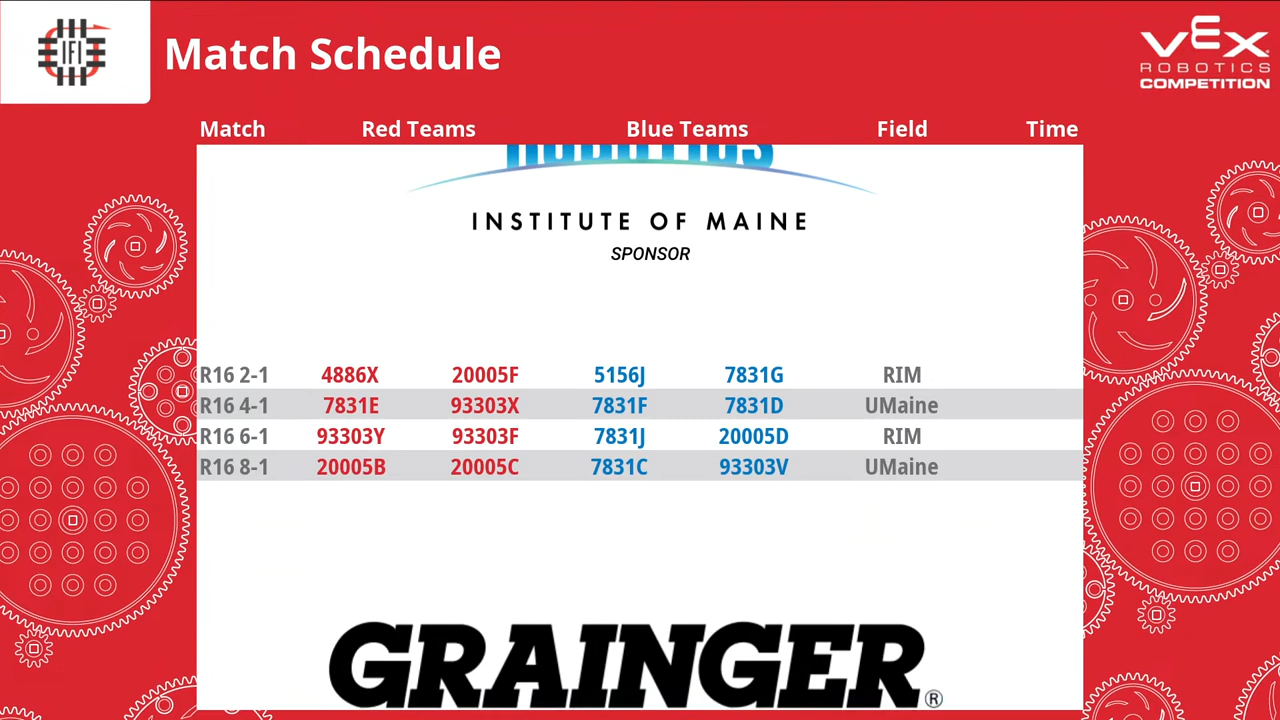 IFI
Match Schedule
VEX
ROBOTICS
COMPETITION
Match Red Teams Blue Teams Field Time
INSTITUTE OF MAINE
SPONSOR
R16 2-1 4886X 20005F 5156J 7831G RIM
R16 4-1 7831E 93303X 7831F 7831D UMaine
R16 6-1 93303Y 93303F 7831J 20005D RIM
R16 8-1 20005B 20005C 7831C 93303V UMaine
GRAINGER®